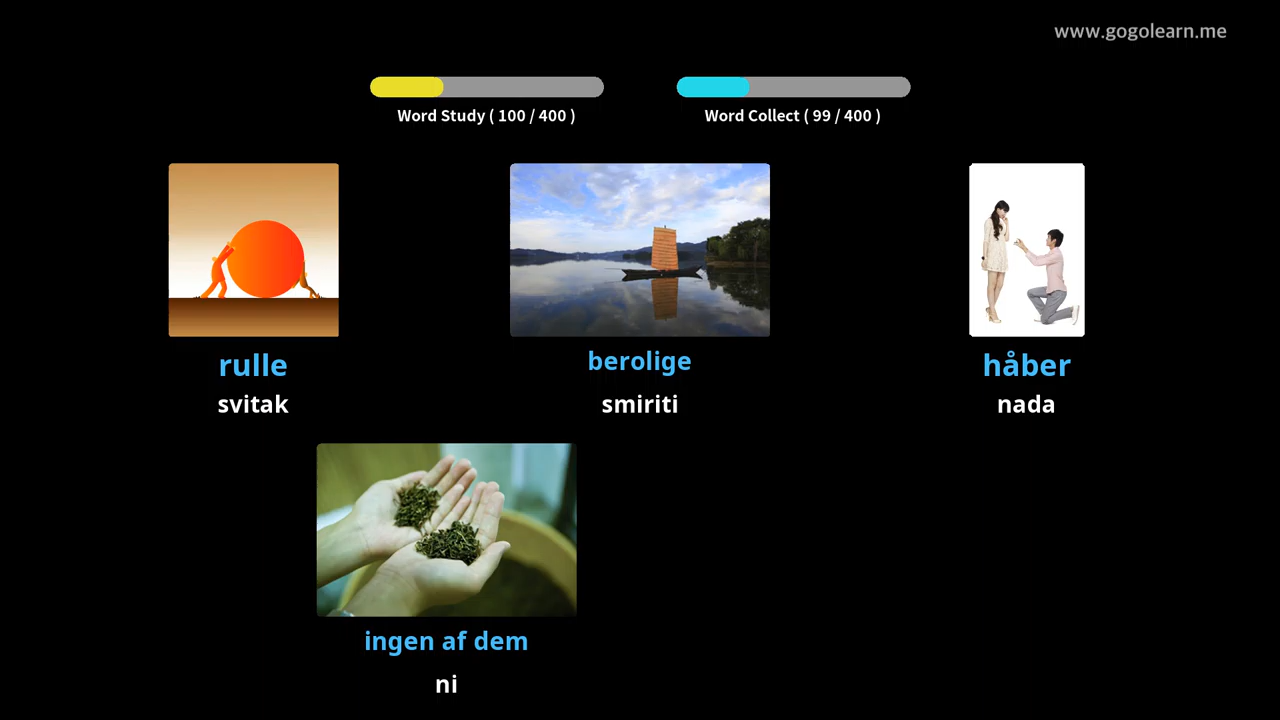 www.gogolearn.me
Word Study ( 100 / 400 )
Word Collect ( 99 / 400 )
rulle
svitak
berolige
smiriti
håber
nada
ingen af dem
ni